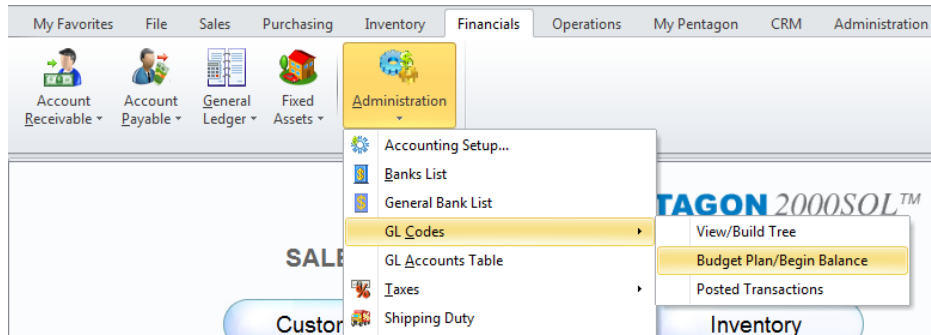 My Favorites File Sales Purchasing Inventory Financials Operations My Pentagon CRM Administration
Account Receivable
Account Payable
General Ledger
Fixed Assets
Administration
Accounting Setup...
Banks List
General Bank List
TAGON 2000SOL™
GL Codes
View/Build Tree
SALE
GL Accounts Table
Budget Plan/Begin Balance
Taxes
Posted Transactions
Shipping Duty
Custor
Inventory